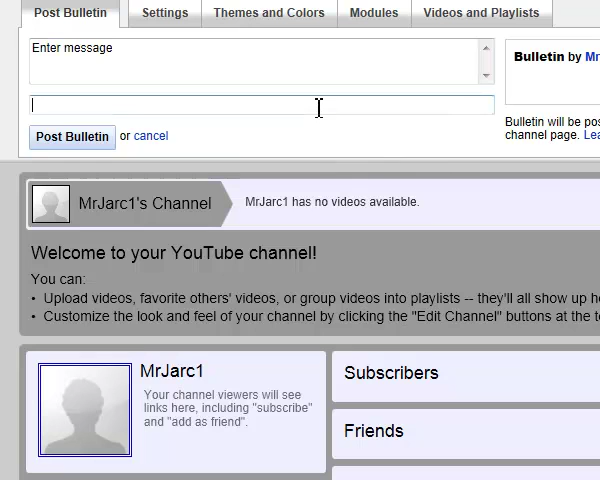 Post Bulletin
Settings
Themes and Colors
Modules
Videos and Playlists
Enter message
Bulletin by Mr
Bulletin will be pos
channel page. Lea
Post Bulletin or cancel
MrJarc1's Channel
MrJarc1 has no videos available.
Welcome to your YouTube channel!
You can:
• Upload videos, favorite others' videos, or group videos into playlists -- they'll all show up h
• Customize the look and feel of your channel by clicking the "Edit Channel" buttons at the t
MrJarc1
Your channel viewers will see
links here, including "subscribe"
and "add as friend".
Subscribers
Friends